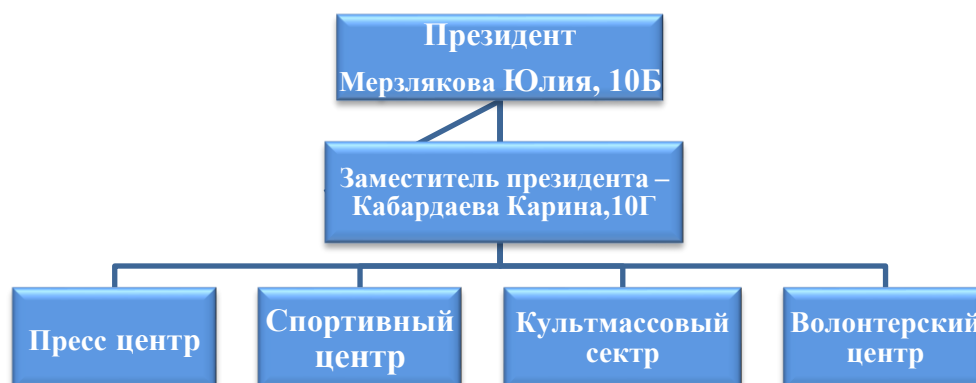 Президент
Мерзлякова Юлия, 10Б
Заместитель президента –
Кабардаева Карина,10Г
Пресс центр
Спортивный
центр
Культмассовый
сектр
Волонтерский
центр